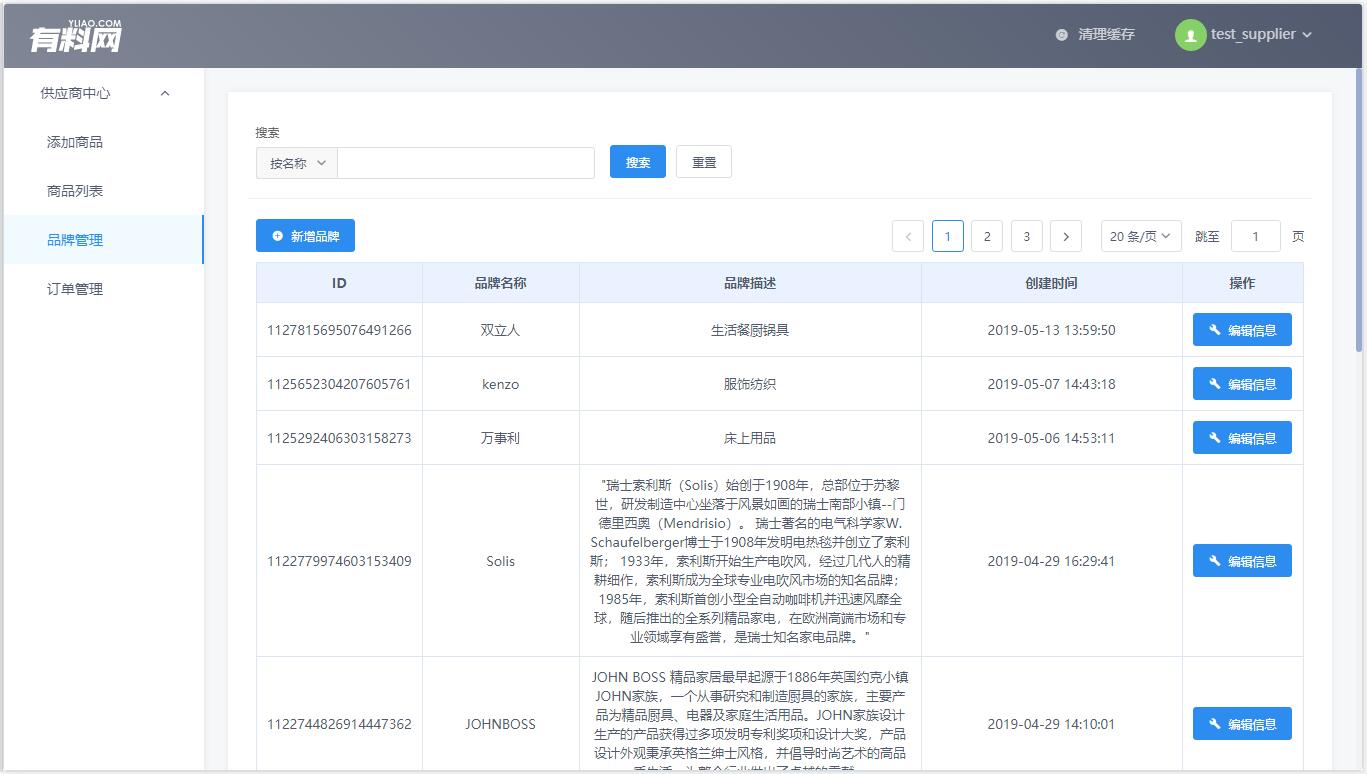 YLIAO.COM
有料网
清理缓存
test_supplier
供应商中心
添加商品
商品列表
品牌管理
订单管理
搜索
按名称
搜索
重置
新增品牌
1
2
3
20 条/页
跳至
1
页
ID 品牌名称 品牌描述 创建时间 操作
1127815695076491266 双立人 生活餐厨锅具 2019-05-13 13:59:50 编辑信息
1125652304207605761 kenzo 服饰纺织 2019-05-07 14:43:18 编辑信息
1125292406303158273 万事利 床上用品 2019-05-06 14:53:11 编辑信息
"瑞士索利斯（Solis）始创于1908年，总部位于苏黎
世，研发制造中心坐落于风景如画的瑞士南部小镇--门
德里西奥（Mendrisio）。 瑞士著名的电气科学家W.
Schaufelberger博士于1908年发明电热毯并创立了索利
1122779974603153409 Solis 斯； 1933年，索利斯开始生产电吹风，经过几代人的精 2019-04-29 16:29:41 编辑信息
耕细作，索利斯成为全球专业电吹风市场的知名品牌；
1985年，索利斯首创小型全自动咖啡机并迅速风靡全
球，随后推出的全系列精品家电，在欧洲高端市场和专
业领域享有盛誉，是瑞士知名家电品牌。"
JOHN BOSS 精品家居最早起源于1886年英国约克小镇
JOHN家族，一个从事研究和制造厨具的家族，主要产
品为精品厨具、电器及家庭生活用品。JOHN家族设计
1122744826914447362 JOHNBOSS 生产的产品获得过多项发明专利奖项和设计大奖，产品 2019-04-29 14:10:01 编辑信息
设计外观秉承英格兰绅士风格，并倡导时尚艺术的高品